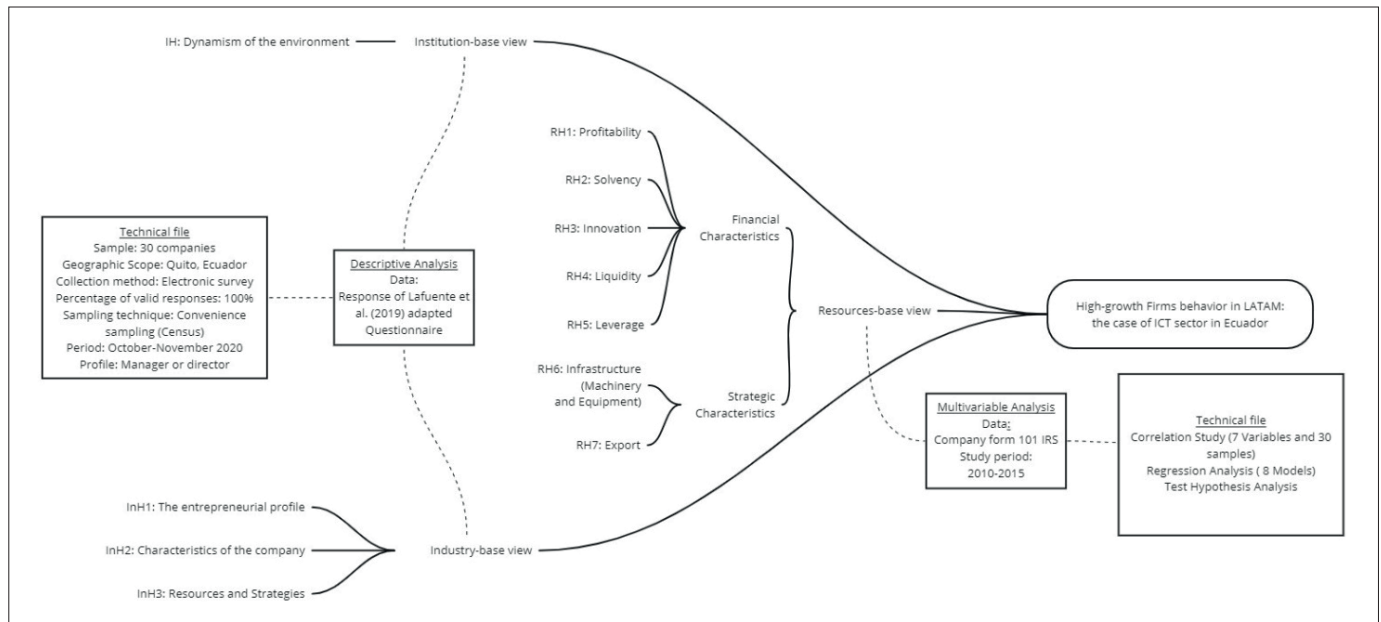 IH: Dynamism of the environment
Institution-base view
RH1: Profitability
RH2: Solvency
RH3: Innovation
RH4: Liquidity
RH5: Leverage
Financial
Characteristics
RH6: Infrastructure
(Machinery
and Equipment)
RH7: Export
Strategic
Characteristics
Resources-base view
High-growth Firms behavior in LATAM:
the case of ICT sector in Ecuador
Technical file
Sample: 30 companies
Geographic Scope: Quito, Ecuador
Collection method: Electronic survey
Percentage of valid responses: 100%
Sampling technique: Convenience
sampling (Census)
Period: October-November 2020
Profile: Manager or director
Descriptive Analysis
Data:
Response of Lafuente et
al. (2019) adapted
Questionnaire
Multivariable Analysis
Data:
Company form 101 IRS
Study period:
2010-2015
Technical file
Correlation Study (7 Variables and 30
samples)
Regression Analysis ( 8 Models)
Test Hypothesis Analysis
InH1: The entrepreneurial profile
InH2: Characteristics of the company
InH3: Resources and Strategies
Industry-base view